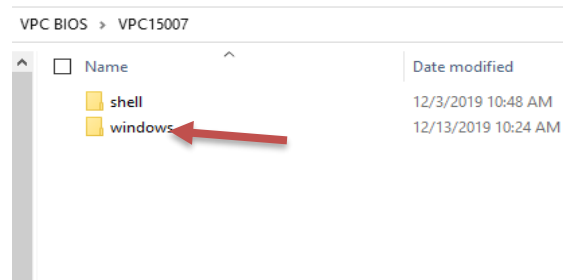 VPC BIOS > VPC15007
Name Date modified
shell 12/3/2019 10:48 AM
windows 12/13/2019 10:24 AM